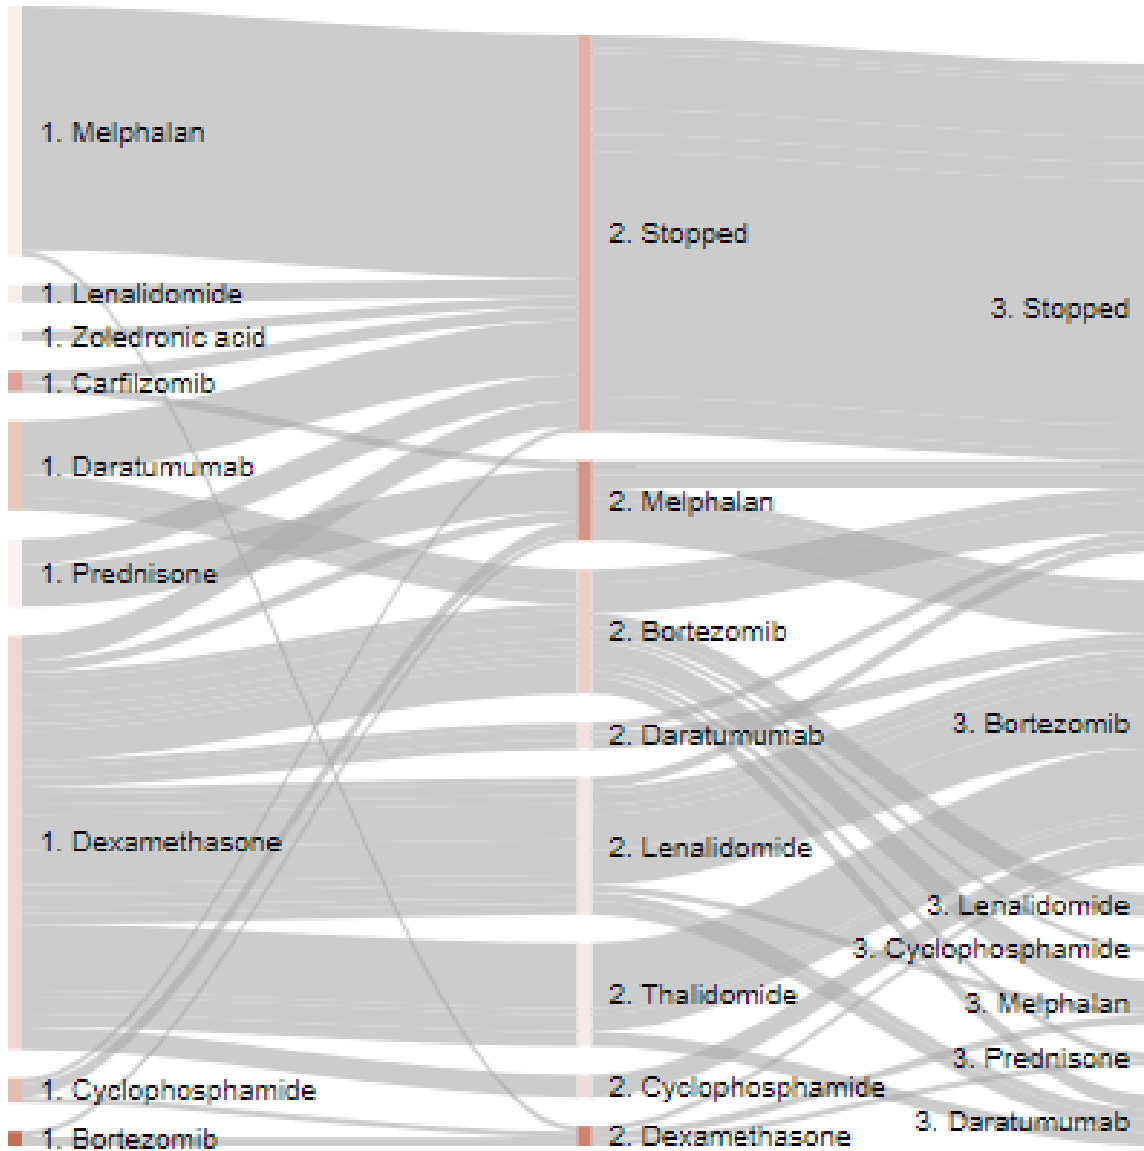 1. Melphalan
1. Lenalidomide
1. Zoledronic acid
1. Carfilzomib
1. Daratumumab
1. Prednisone
1. Dexamethasone
1. Cyclophosphamide
1. Bortezomib
2. Stopped
2. Melphalan
2. Bortezomib
2. Daratumumab
2. Lenalidomide
2. Thalidomide
2. Cyclophosphamide
2. Dexamethasone
3. Stopped
3. Bortezomib
3. Lenalidomide
3. Cyclophosphamide
3. Melphalan
3. Prednisone
3. Daratumumab